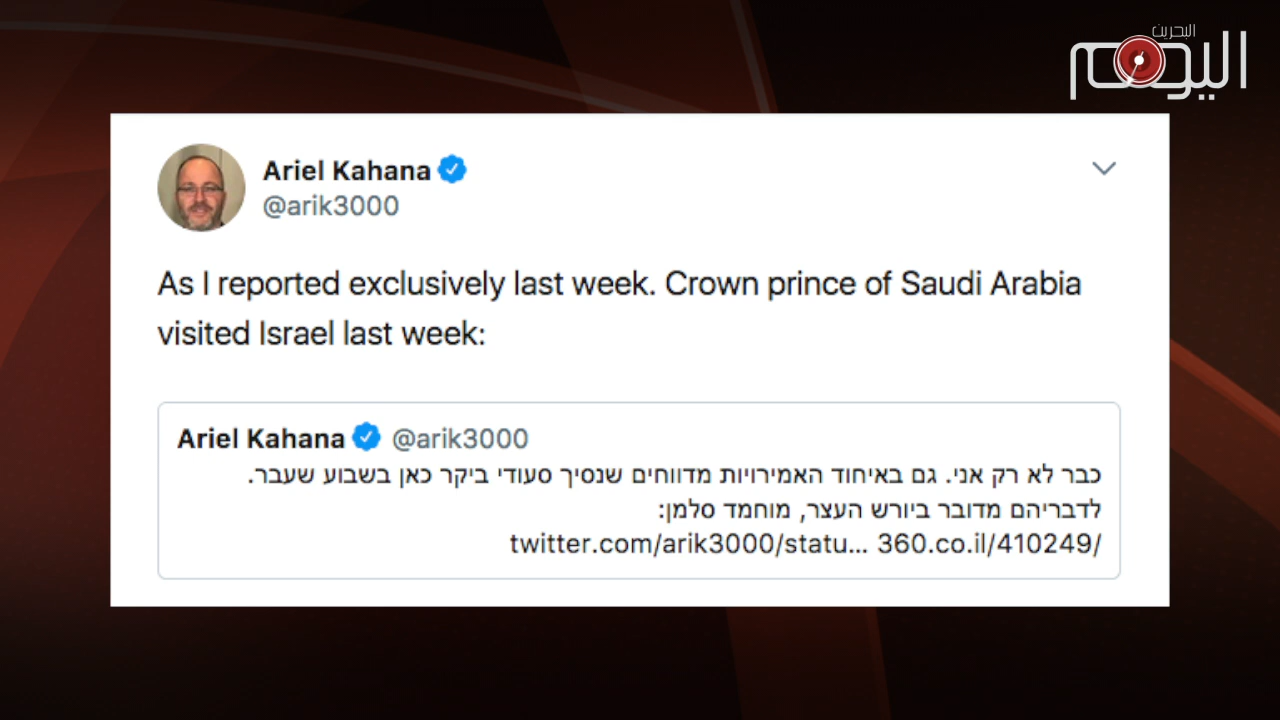 البحرين
اليوم
Ariel Kahana
@arik3000
As I reported exclusively last week. Crown prince of Saudi Arabia
visited Israel last week:
Ariel Kahana @arik3000
כבר לא רק אני. גם באיחוד האמירויות מדווחים שנסיך סעודי ביקר כאן בשבוע שעבר.
לדבריהם מדובר ביורש העצר, מוחמד סלמן:
twitter.com/arik3000/statu... 360.co.il/410249/